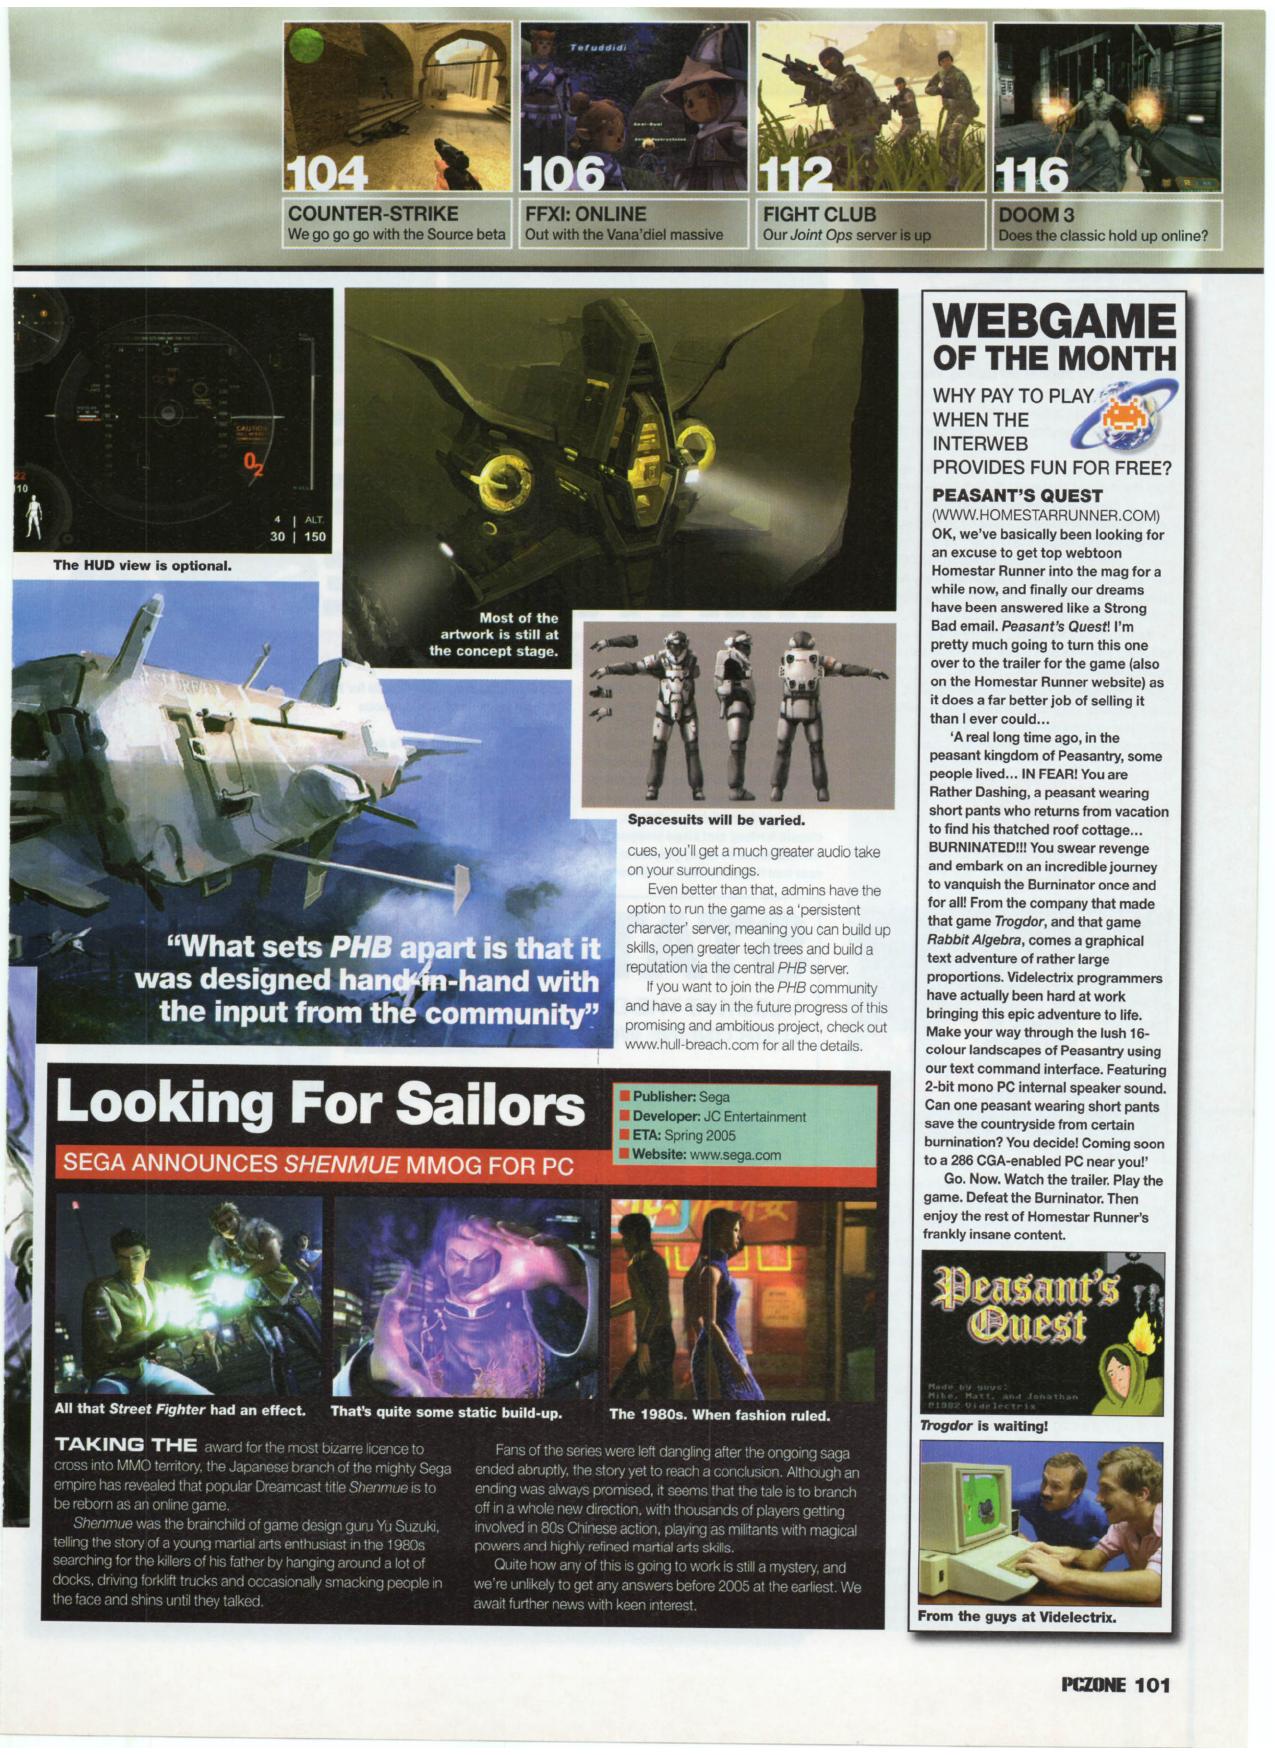 104
COUNTER-STRIKE
We go go go with the Source beta
Tefuddidi
106
FFXI: ONLINE
Out with the Vana'diel massive
112
FIGHT CLUB
Our Joint Ops server is up
116
DOOM 3
Does the classic hold up online?
CAUTION
O2
22
10
4 | ALT.
30 | 150
The HUD view is optional.
Most of the
artwork is still at
the concept stage.
Spacesuits will be varied.
"What sets PHB apart is that it
was designed hand-in-hand with
the input from the community"
cues, you'll get a much greater audio take
on your surroundings.
Even better than that, admins have the
option to run the game as a 'persistent
character' server, meaning you can build up
skills, open greater tech trees and build a
reputation via the central PHB server.
If you want to join the PHB community
and have a say in the future progress of this
promising and ambitious project, check out
www.hull-breach.com for all the details.
Looking For Sailors
SEGA ANNOUNCES SHENMUE MMOG FOR PC
Publisher: Sega
Developer: JC Entertainment
ETA: Spring 2005
Website: www.sega.com
All that Street Fighter had an effect.
That's quite some static build-up.
The 1980s. When fashion ruled.
TAKING THE award for the most bizarre licence to
cross into MMO territory, the Japanese branch of the mighty Sega
empire has revealed that popular Dreamcast title Shenmue is to
be reborn as an online game.
Shenmue was the brainchild of game design guru Yu Suzuki,
telling the story of a young martial arts enthusiast in the 1980s
searching for the killers of his father by hanging around a lot of
docks, driving forklift trucks and occasionally smacking people in
the face and shins until they talked.
Fans of the series were left dangling after the ongoing saga
ended abruptly, the story yet to reach a conclusion. Although an
ending was always promised, it seems that the tale is to branch
off in a whole new direction, with thousands of players getting
involved in 80s Chinese action, playing as militants with magical
powers and highly refined martial arts skills.
Quite how any of this is going to work is still a mystery, and
we're unlikely to get any answers before 2005 at the earliest. We
await further news with keen interest.
WEBGAME
OF THE MONTH
WHY PAY TO PLAY
WHEN THE
INTERWEB
PROVIDES FUN FOR FREE?
PEASANT'S QUEST
(WWW.HOMESTARRUNNER.COM)
OK, we've basically been looking for
an excuse to get top webtoon
Homestar Runner into the mag for a
while now, and finally our dreams
have been answered like a Strong
Bad email. Peasant's Quest! I'm
pretty much going to turn this one
over to the trailer for the game (also
on the Homestar Runner website) as
it does a far better job of selling it
than I ever could...
'A real long time ago, in the
peasant kingdom of Peasantry, some
people lived... IN FEAR! You are
Rather Dashing, a peasant wearing
short pants who returns from vacation
to find his thatched roof cottage...
BURNINATED!!! You swear revenge
and embark on an incredible journey
to vanquish the Burninator once and
for all! From the company that made
that game Trogdor, and that game
Rabbit Algebra, comes a graphical
text adventure of rather large
proportions. Videlectrix programmers
have actually been hard at work
bringing this epic adventure to life.
Make your way through the lush 16-
colour landscapes of Peasantry using
our text command interface. Featuring
2-bit mono PC internal speaker sound.
Can one peasant wearing short pants
save the countryside from certain
burnination? You decide! Coming soon
to a 286 CGA-enabled PC near you!'
Go. Now. Watch the trailer. Play the
game. Defeat the Burninator. Then
enjoy the rest of Homestar Runner's
frankly insane content.
Peasant's
Quest
Made by guys:
Mike, Matt, and Jonathan
©1982 Videlectrix
Trogdor is waiting!
From the guys at Videlectrix.
PCZONE 101